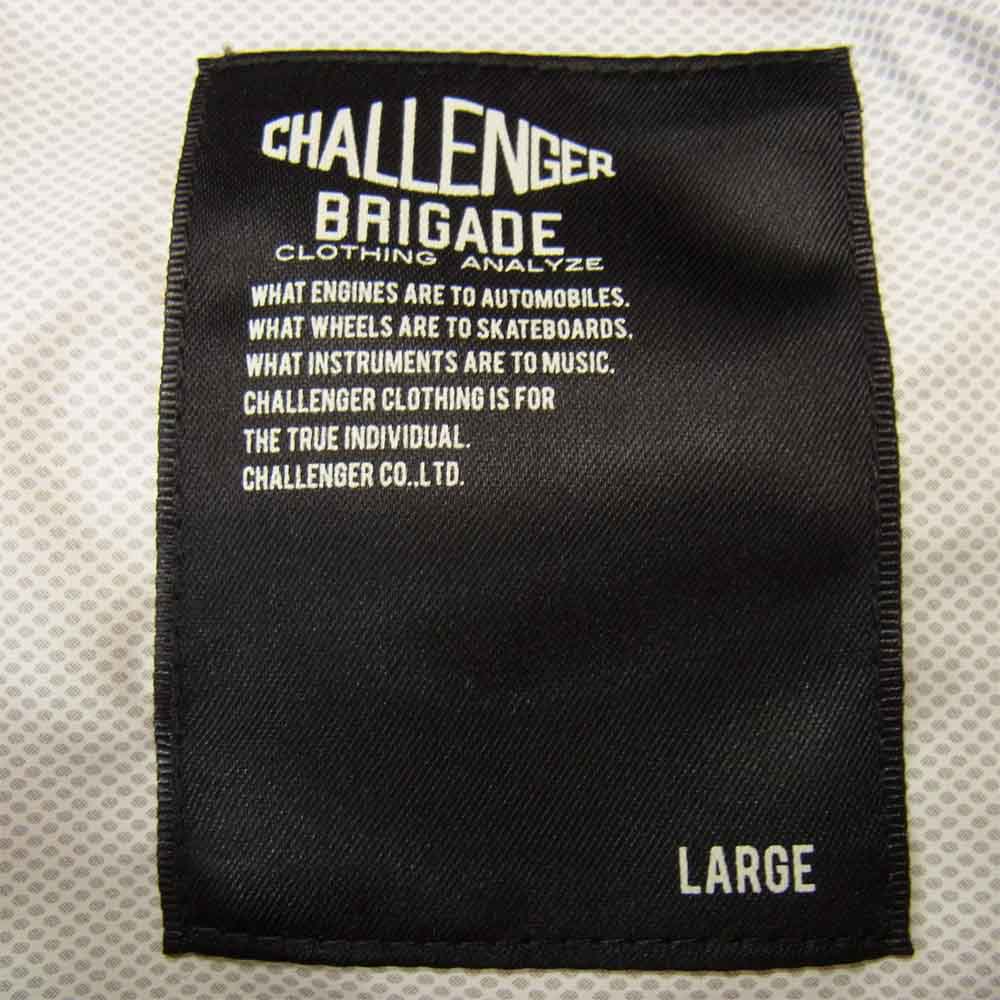 CHALLENGER
BRIGADE
CLOTHING ANALYZE
WHAT ENGINES ARE TO AUTOMOBILES.
WHAT WHEELS ARE TO SKATEBOARDS.
WHAT INSTRUMENTS ARE TO MUSIC.
CHALLENGER CLOTHING IS FOR
THE TRUE INDIVIDUAL.
CHALLENGER CO.,LTD.
LARGE